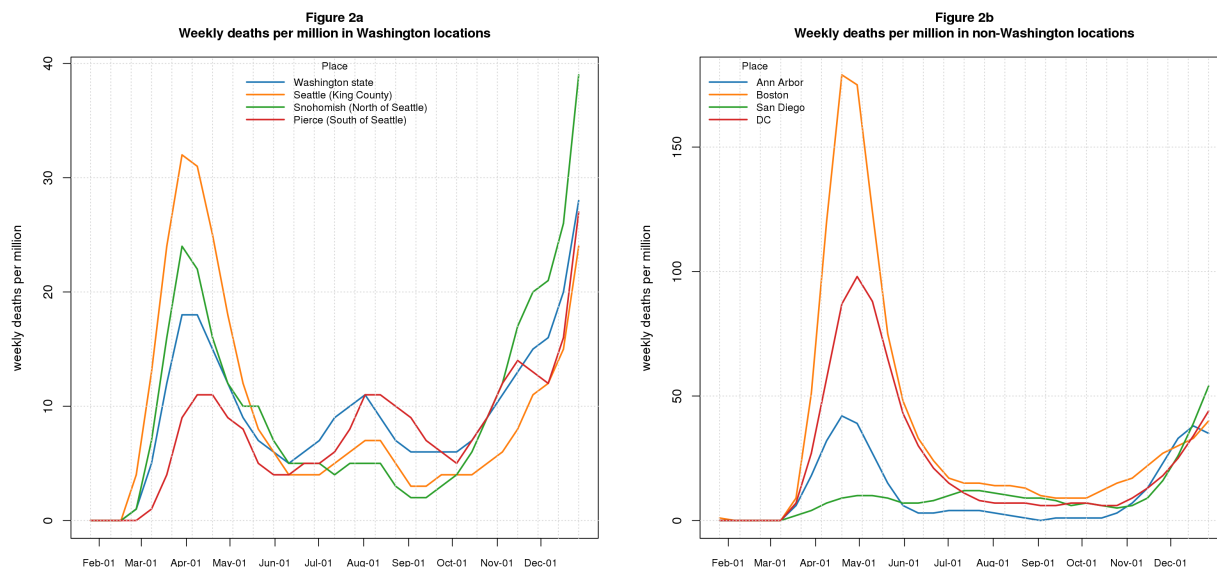 Figure 2a
Weekly deaths per million in Washington locations
weekly deaths per million
40
30
20
10
0
Place
Washington state
Seattle (King County)
Snohomish (North of Seattle)
Pierce (South of Seattle)
Feb-01 Mar-01 Apr-01 May-01 Jun-01 Jul-01 Aug-01 Sep-01 Oct-01 Nov-01 Dec-01
Figure 2b
Weekly deaths per million in non-Washington locations
weekly deaths per million
150
100
50
0
Place
Ann Arbor
Boston
San Diego
DC
Feb-01 Mar-01 Apr-01 May-01 Jun-01 Jul-01 Aug-01 Sep-01 Oct-01 Nov-01 Dec-01